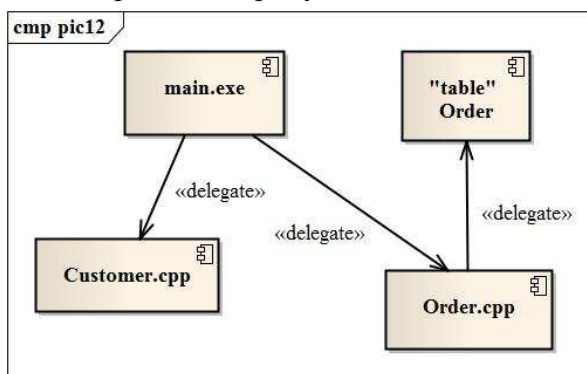 cmp pic12
main.exe
"table"
Order
«delegate»
«delegate»
«delegate»
Customer.cpp
Order.cpp